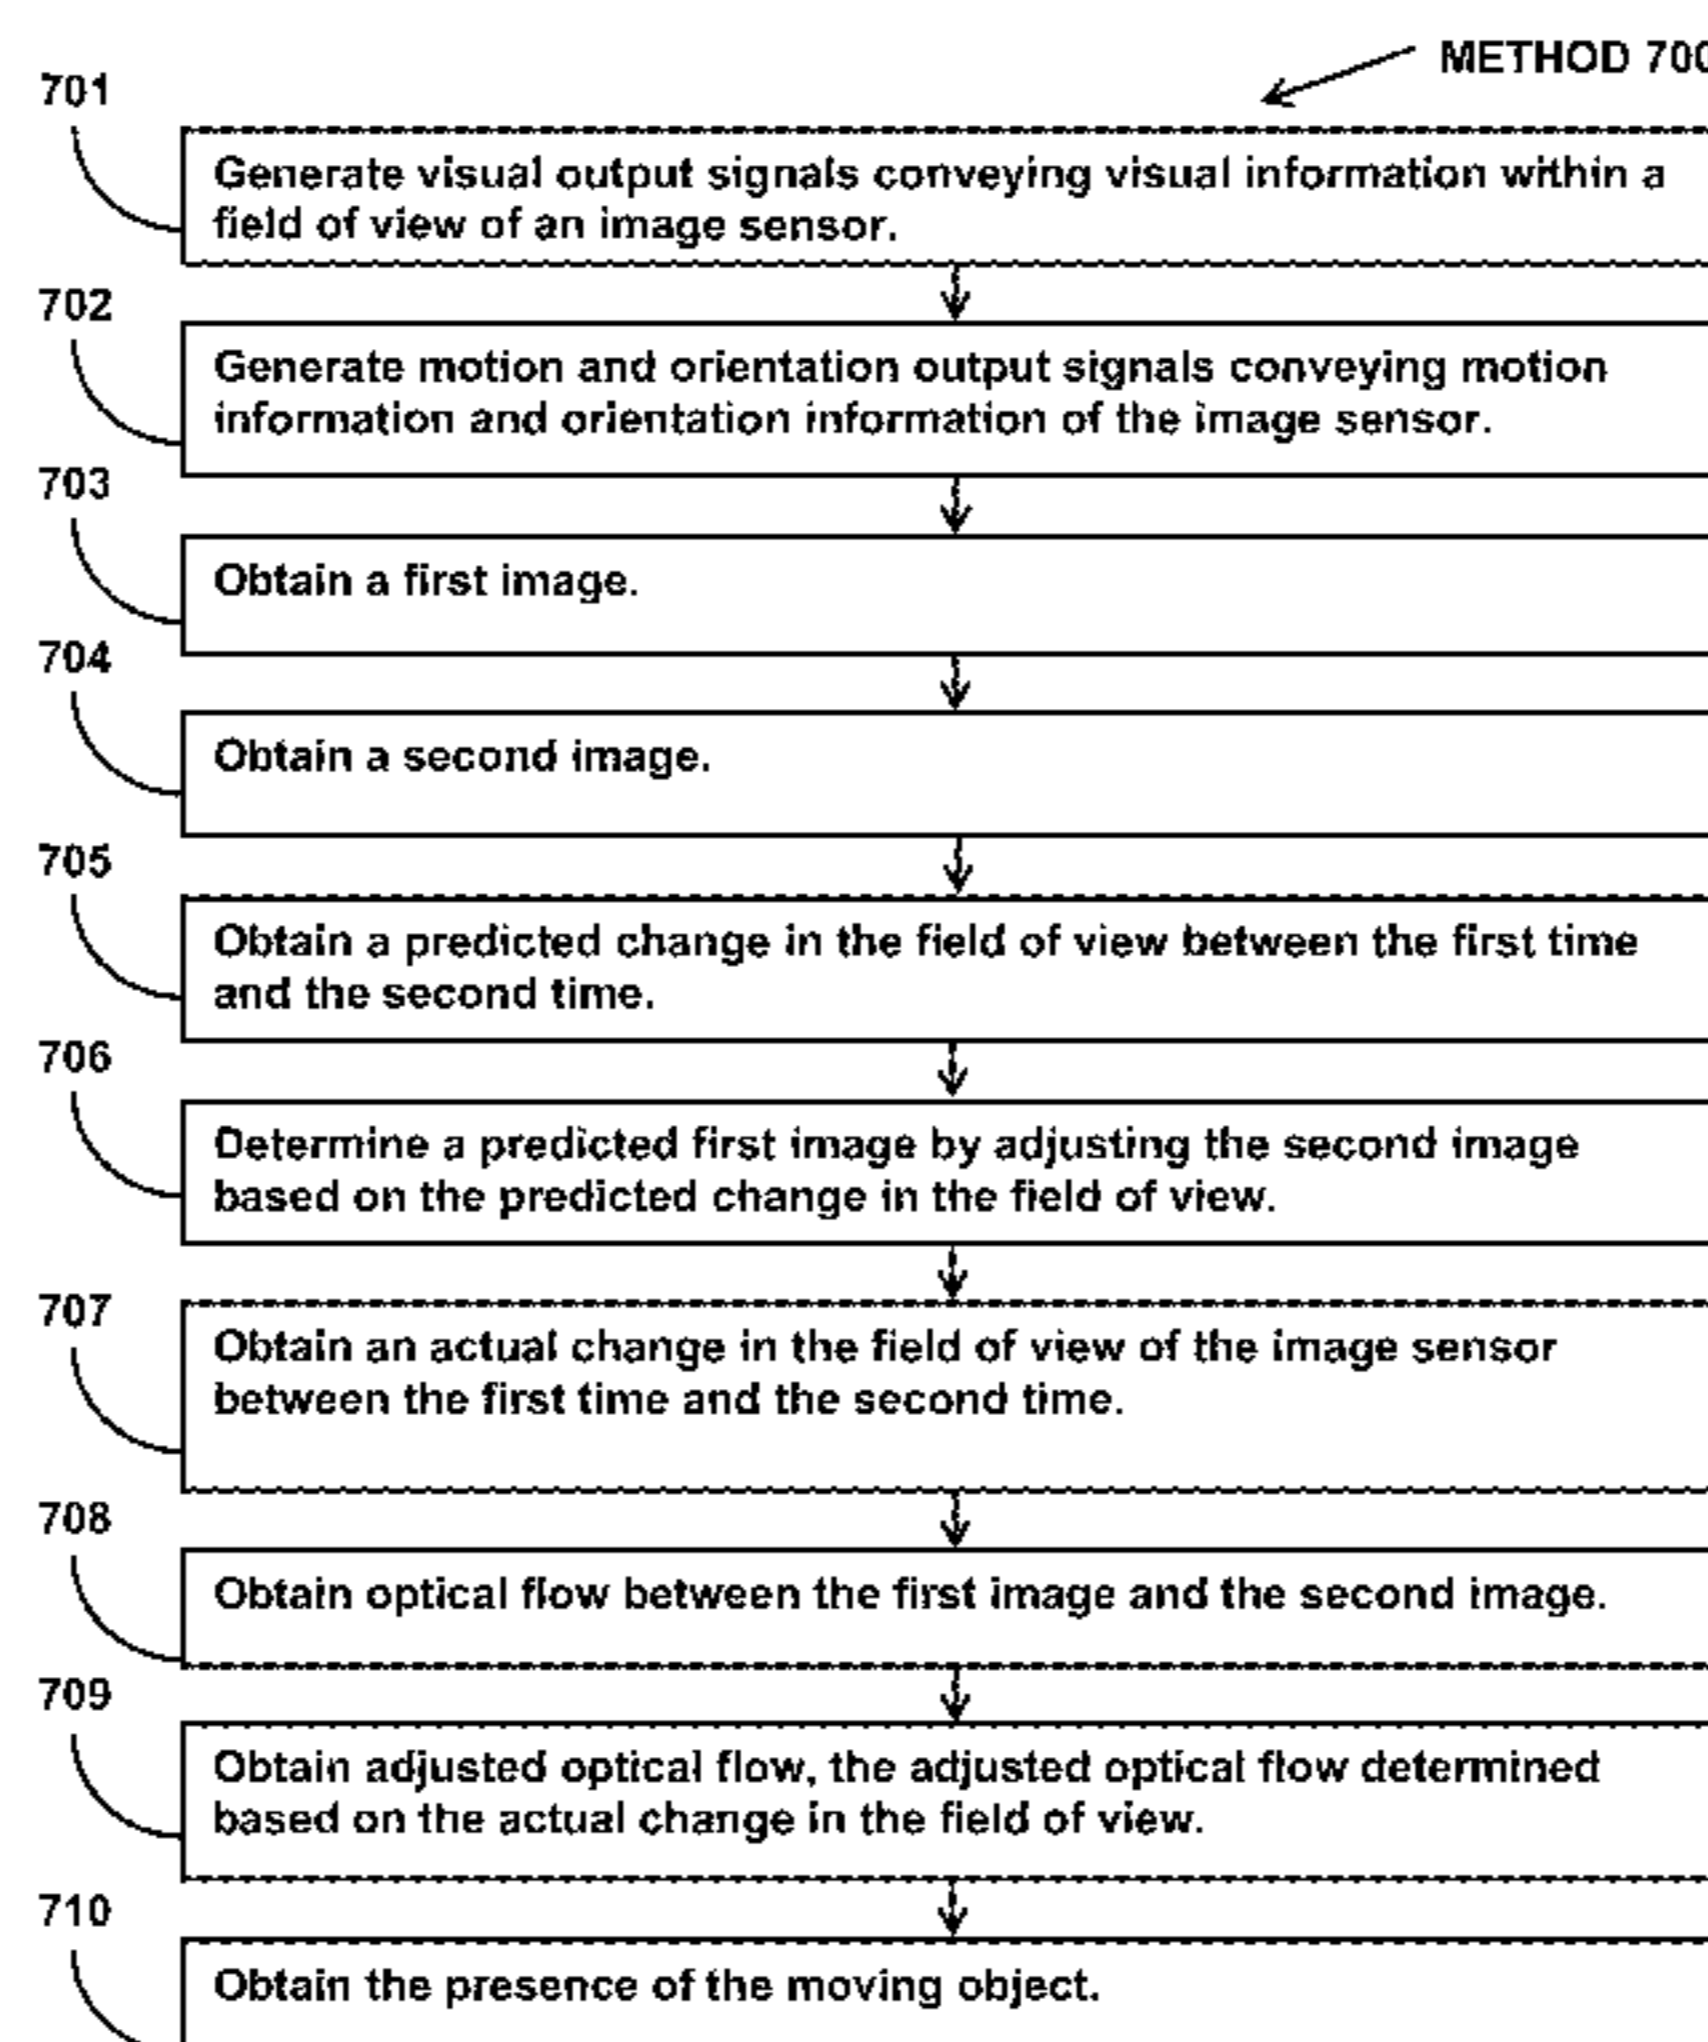 METHOD 700
701
Generate visual output signals conveying visual information within a
field of view of an image sensor.
702
Generate motion and orientation output signals conveying motion
information and orientation information of the image sensor.
703
Obtain a first image.
704
Obtain a second image.
705
Obtain a predicted change in the field of view between the first time
and the second time.
706
Determine a predicted first image by adjusting the second image
based on the predicted change in the field of view.
707
Obtain an actual change in the field of view of the image sensor
between the first time and the second time.
708
Obtain optical flow between the first image and the second image.
709
Obtain adjusted optical flow, the adjusted optical flow determined
based on the actual change in the field of view.
710
Obtain the presence of the moving object.